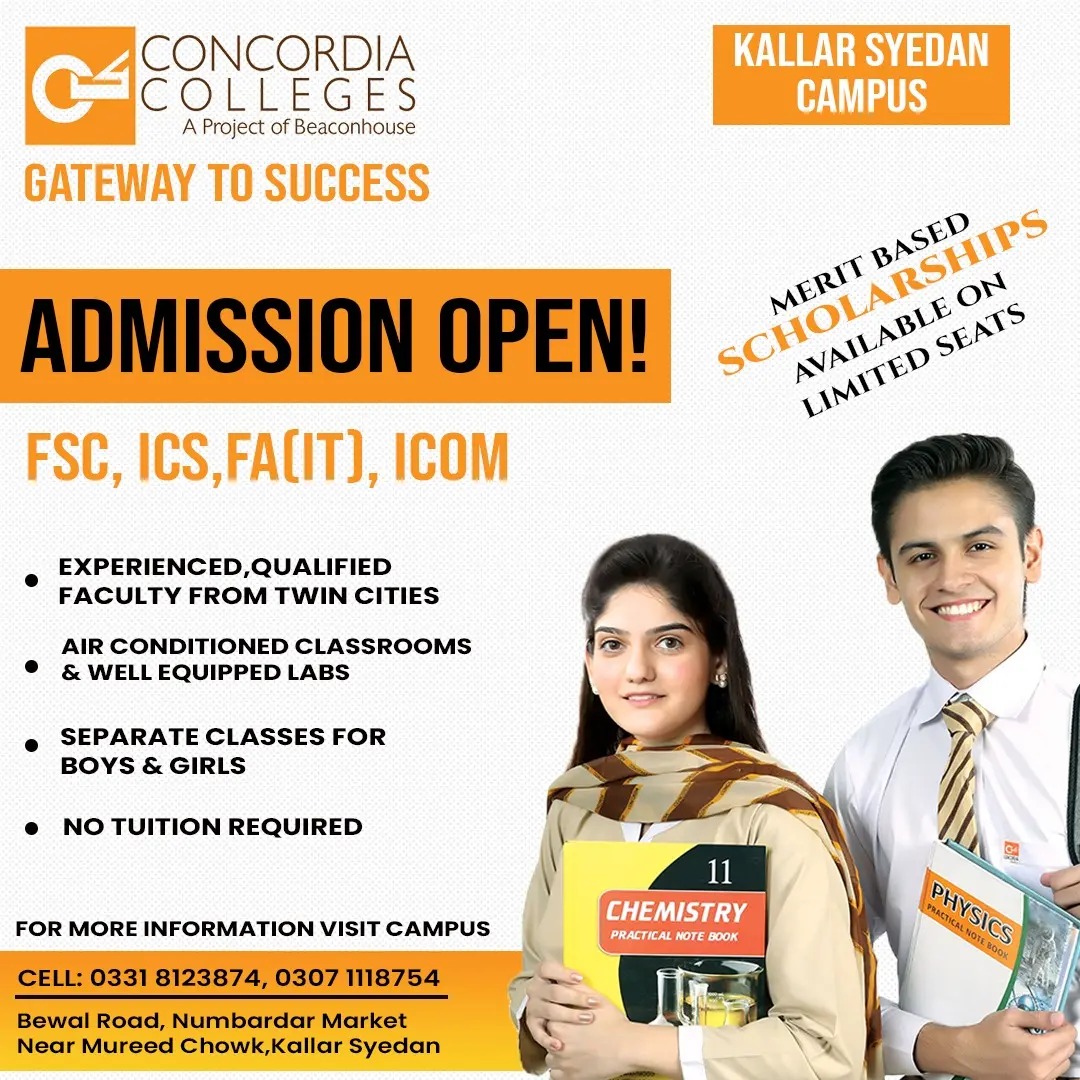 CONCORDIA
COLLEGES
A Project of Beaconhouse
GATEWAY TO SUCCESS
KALLAR SYEDAN
CAMPUS
MERIT BASED
SCHOLARSHIPS
AVAILABLE ON
LIMITED SEATS
ADMISSION OPEN!
FSC, ICS,FA(IT), ICOM
• EXPERIENCED,QUALIFIED
FACULTY FROM TWIN CITIES
• AIR CONDITIONED CLASSROOMS
& WELL EQUIPPED LABS
• SEPARATE CLASSES FOR
BOYS & GIRLS
• NO TUITION REQUIRED
11
CHEMISTRY
PRACTICAL NOTE BOOK
PHYSICS
PRACTICAL NOTE BOOK
FOR MORE INFORMATION VISIT CAMPUS
CELL: 0331 8123874, 0307 1118754
Bewal Road, Numbardar Market
Near Mureed Chowk,Kallar Syedan